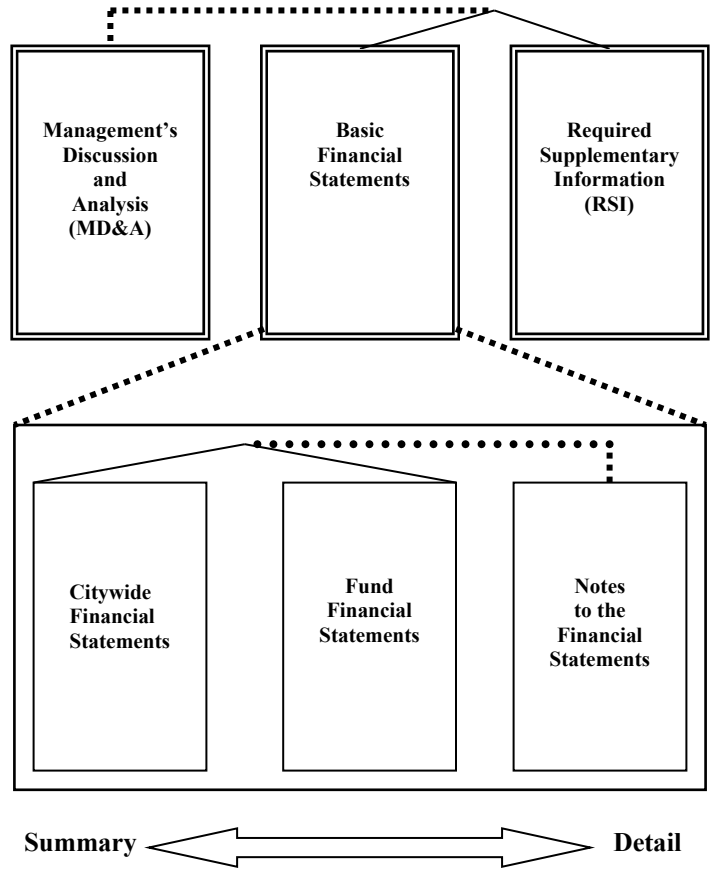 Management’s
Discussion
and
Analysis
(MD&A)
Basic
Financial
Statements
Required
Supplementary
Information
(RSI)
Citywide
Financial
Statements
Fund
Financial
Statements
Notes
to the
Financial
Statements
Summary
Detail